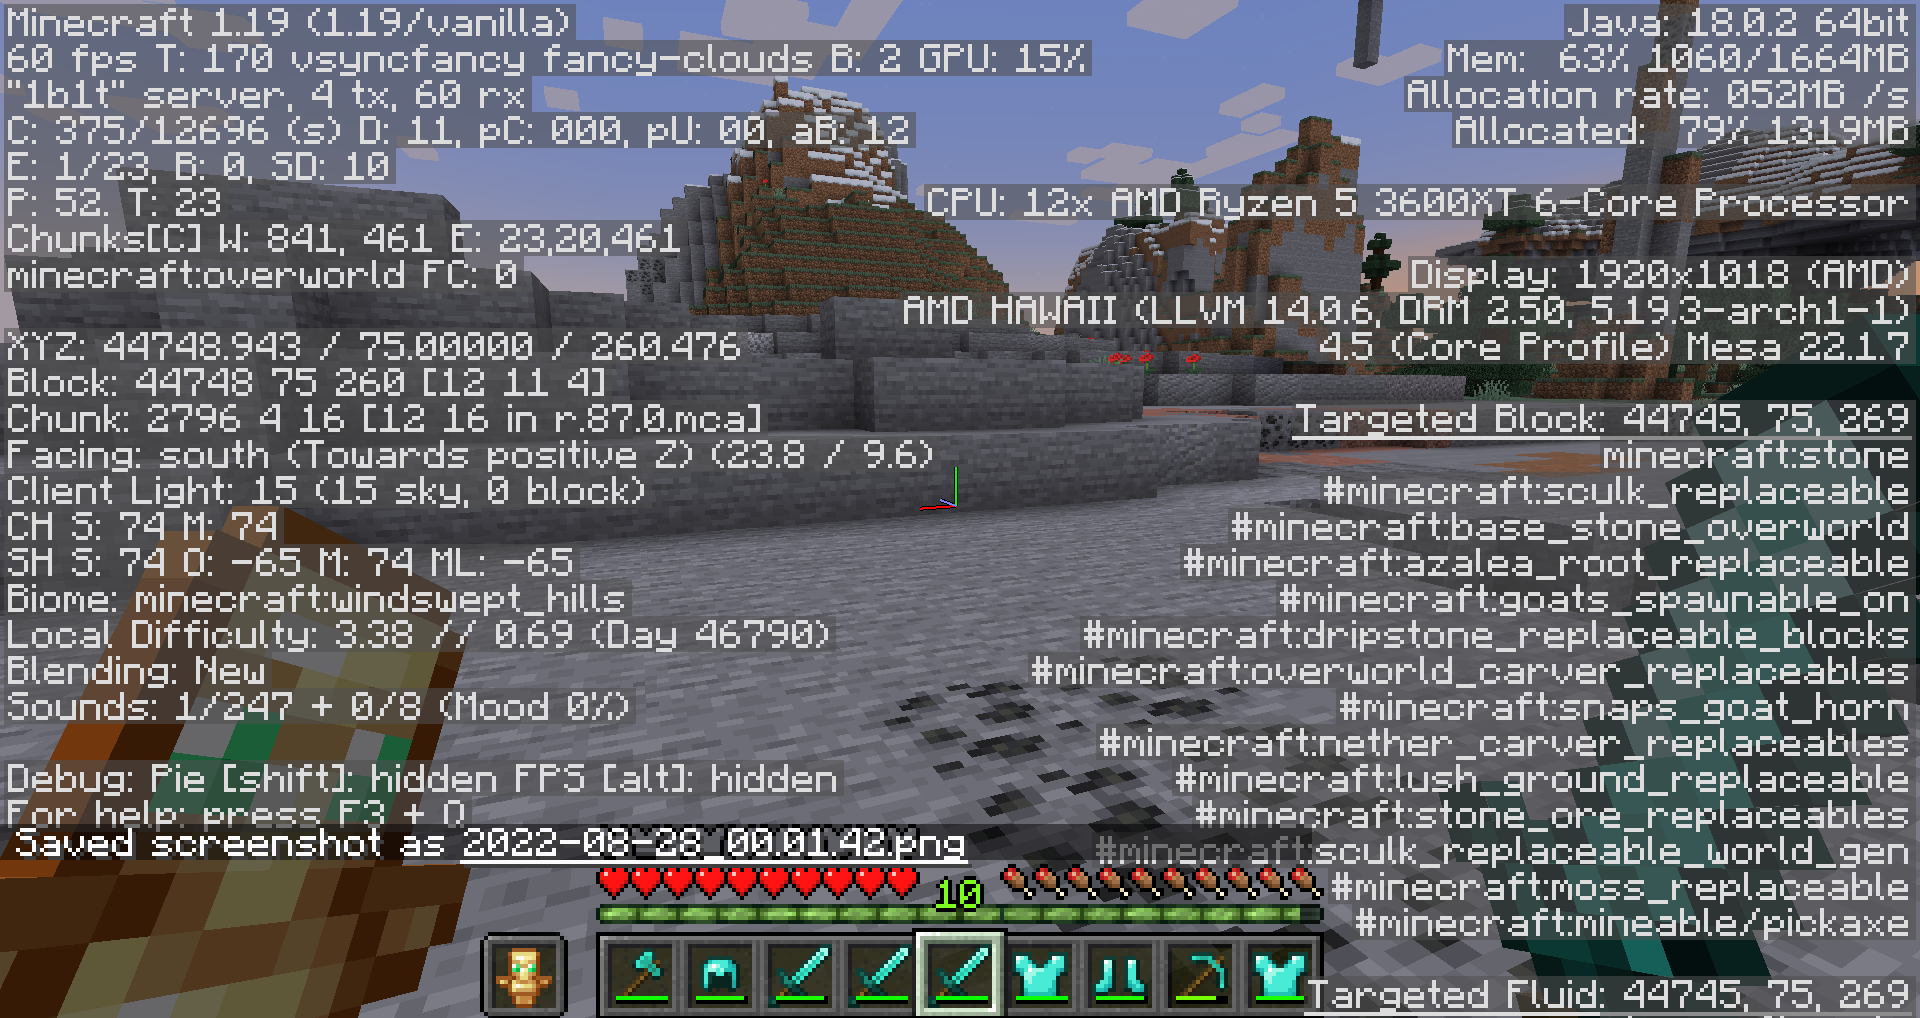 Minecraft 1.19 (1.19/vanilla)
60 fps T: 170 vsyncfancy fancy-clouds B: 2 GPU: 15%
"1b1t" server, 4 tx, 60 rx
C: 375/12696 (s) D: 11, pC: 000, pU: 00, aB: 12
E: 1/23, B: 0, SD: 10
P: 52. T: 23
Chunks[C] W: 841, 461 E: 23,20,461
minecraft:overworld FC: 0
XYZ: 44748.943 / 75.00000 / 260.476
Block: 44748 75 260 [12 11 4]
Chunk: 2796 4 16 [12 16 in r.87.0.mca]
Facing: south (Towards positive Z) (23.8 / 9.6)
Client Light: 15 (15 sky, 0 block)
CH S: 74 M: 74
SH S: 74 O: -65 M: 74 ML: -65
Biome: minecraft:windswept_hills
Local Difficulty: 3.38 // 0.69 (Day 46790)
Blending: New
Sounds: 1/247 + 0/8 (Mood 0%)
Debug: Pie [shift]: hidden FPS [alt]: hidden
For help: press F3 + Q
Saved screenshot as 2022-08-28_00.01.42.png
Java: 18.0.2 64bit
Mem: 63% 1060/1664MB
Allocation rate: 052MB /s
Allocated: 79% 1319MB
CPU: 12x AMD Ryzen 5 3600XT 6-Core Processor
Display: 1920x1018 (AMD)
AMD HAWAII (LLVM 14.0.6, DRM 2.50, 5.19.3-arch1-1)
4.5 (Core Profile) Mesa 22.1.7
Targeted Block: 44745, 75, 269
minecraft:stone
#minecraft:sculk_replaceable
#minecraft:base_stone_overworld
#minecraft:azalea_root_replaceable
#minecraft:goats_spawnable_on
#minecraft:dripstone_replaceable_blocks
#minecraft:overworld_carver_replaceables
#minecraft:snaps_goat_horn
#minecraft:nether_carver_replaceables
#minecraft:lush_ground_replaceable
#minecraft:stone_ore_replaceables
#minecraft:sculk_replaceable_world_gen
#minecraft:moss_replaceable
#minecraft:mineable/pickaxe
Targeted Fluid: 44745, 75, 269
10